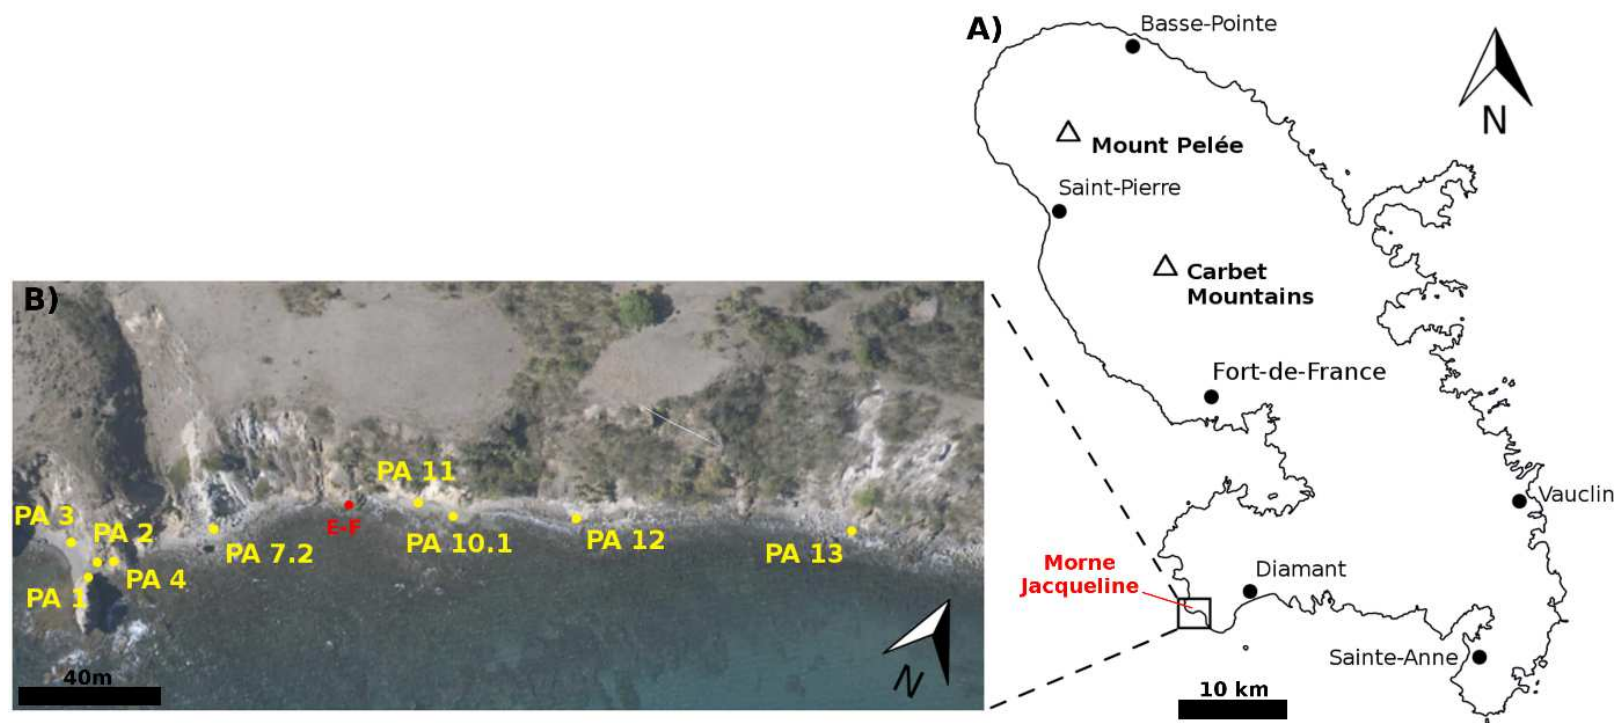 A)
Basse-Pointe
N
Mount Pelée
Saint-Pierre
Carbet
Mountains
Fort-de-France
Vauclin
Morne
Jacqueline
Diamant
Sainte-Anne
10 km
B)
PA 11
PA 3
PA 2
E-F
PA 7.2
PA 10.1
PA 12
PA 13
PA 4
PA 1
40m
N